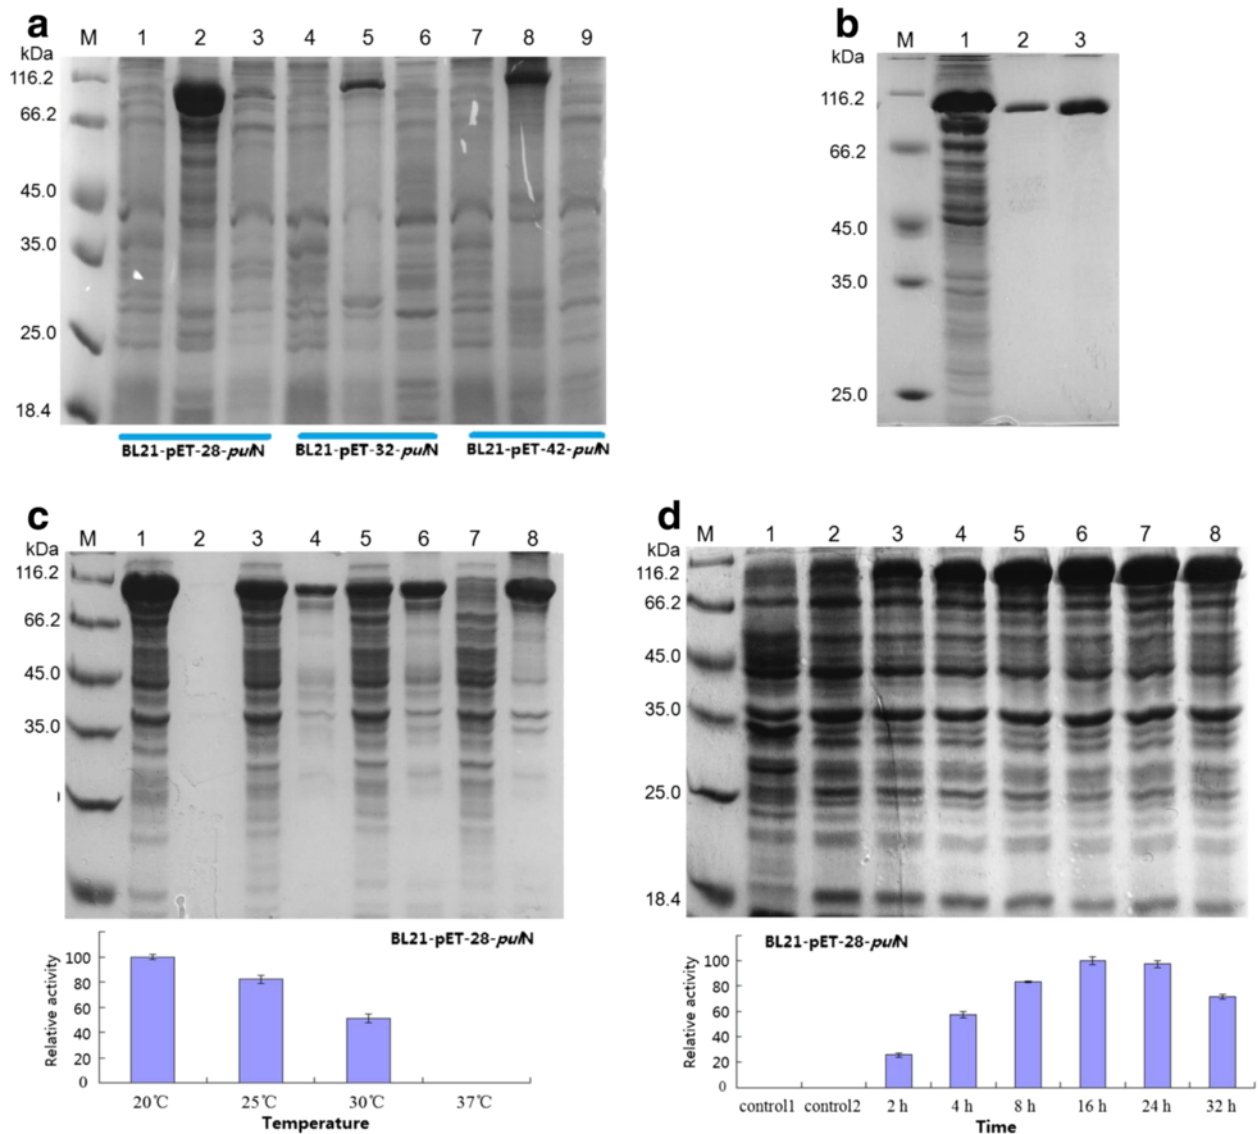 a
M 1 2 3 4 5 6 7 8 9
kDa
116.2
66.2
45.0
35.0
25.0
18.4
BL21-pET-28-pulN BL21-pET-32-pulN BL21-pET-42-pulN
b
M 1 2 3
kDa
116.2
66.2
45.0
35.0
25.0
c
M 1 2 3 4 5 6 7 8
kDa
116.2
66.2
45.0
35.0
BL21-pET-28-pulN
Relative activity
100
80
60
40
20
0
20℃ 25℃ 30℃ 37℃
Temperature
d
M 1 2 3 4 5 6 7 8
kDa
116.2
66.2
45.0
35.0
25.0
18.4
BL21-pET-28-pulN
Relative activity
100
80
60
40
20
0
control1 control2 2 h 4 h 8 h 16 h 24 h 32 h
Time